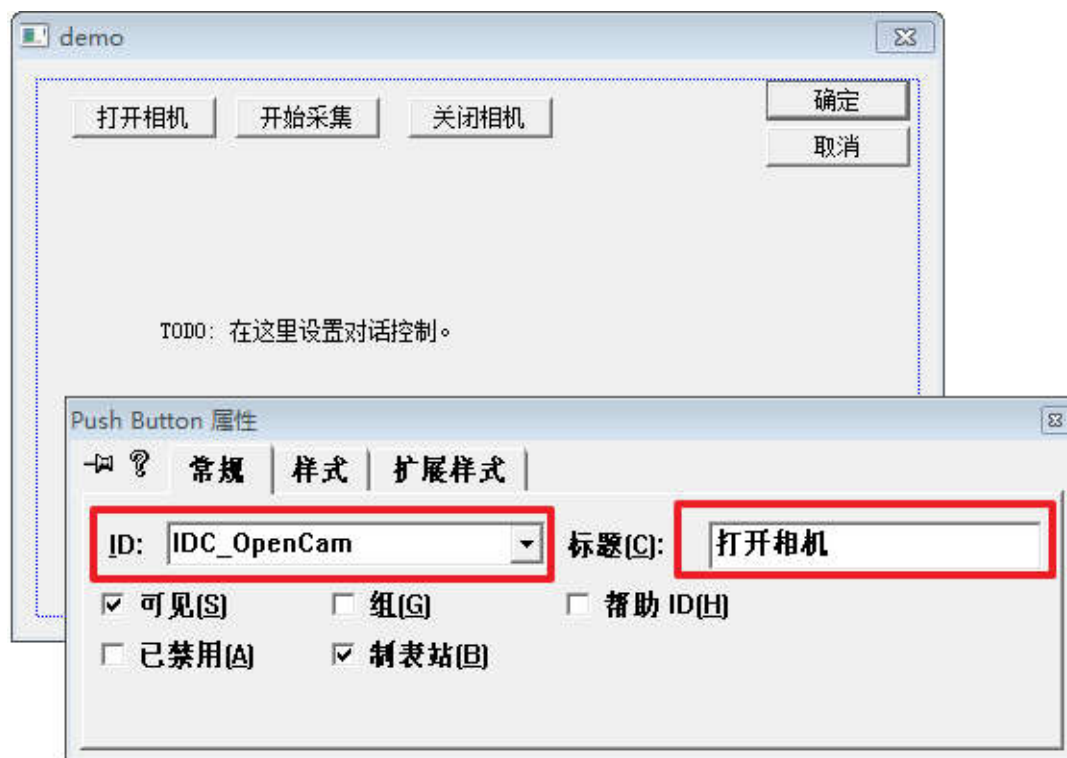 demo
打开相机 开始采集 关闭相机 确定
取消
TODO: 在这里设置对话控制。
Push Button 属性
常规 样式 扩展样式
ID: IDC_OpenCam 标题(C): 打开相机
可见(S) 组(G) 帮助 ID(H)
已禁用(A) 制表站(B)